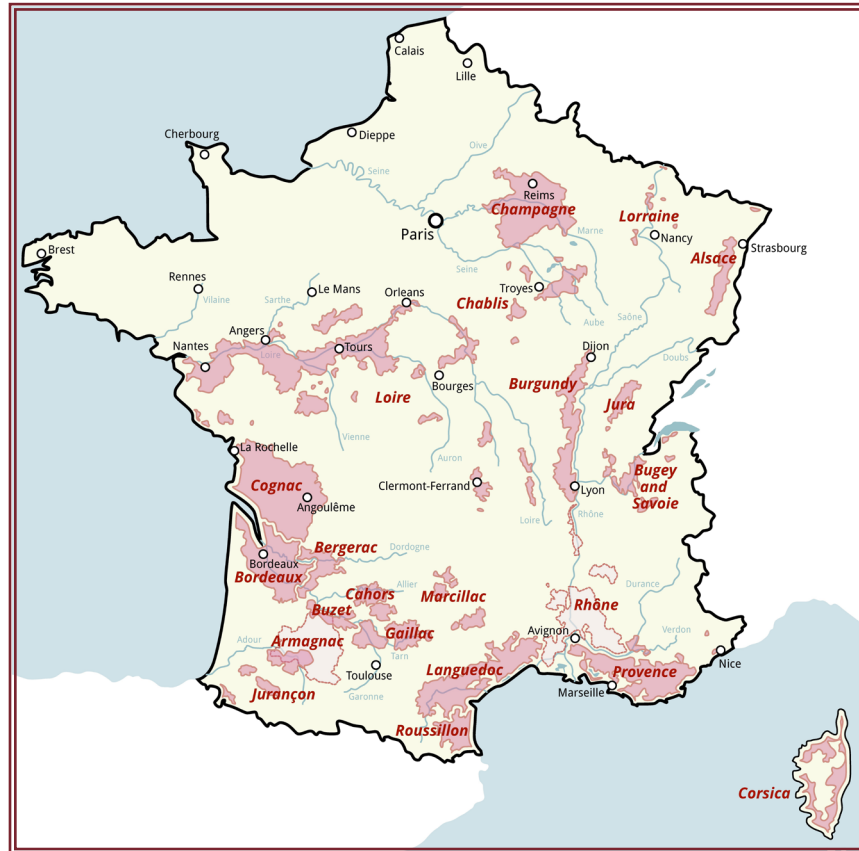 Calais
Lille
Dieppe
Cherbourg
Oive
Seine
Reims
Champagne
Lorraine
Paris
Marne
Nancy
Strasbourg
Brest
Alsace
Seine
Rennes
Le Mans
Orleans
Troyes
Vilaine
Sarthe
Chablis
Saône
Aube
Angers
Nantes
Loire
Tours
Dijon
Doubs
Bourges
Burgundy
Loire
Jura
Vienne
La Rochelle
Auron
Bugey
and
Savoie
Cognac
Clermont-Ferrand
Lyon
Angoulême
Loire
Rhône
Bergerac
Dordogne
Bordeaux
Bordeaux
Allier
Durance
Cahors
Marcillac
Buzet
Rhône
Adour
Armagnac
Gaillac
Avignon
Verdon
Tarn
Nice
Toulouse
Languedoc
Provence
Jurançon
Garonne
Marseille
Roussillon
Corsica